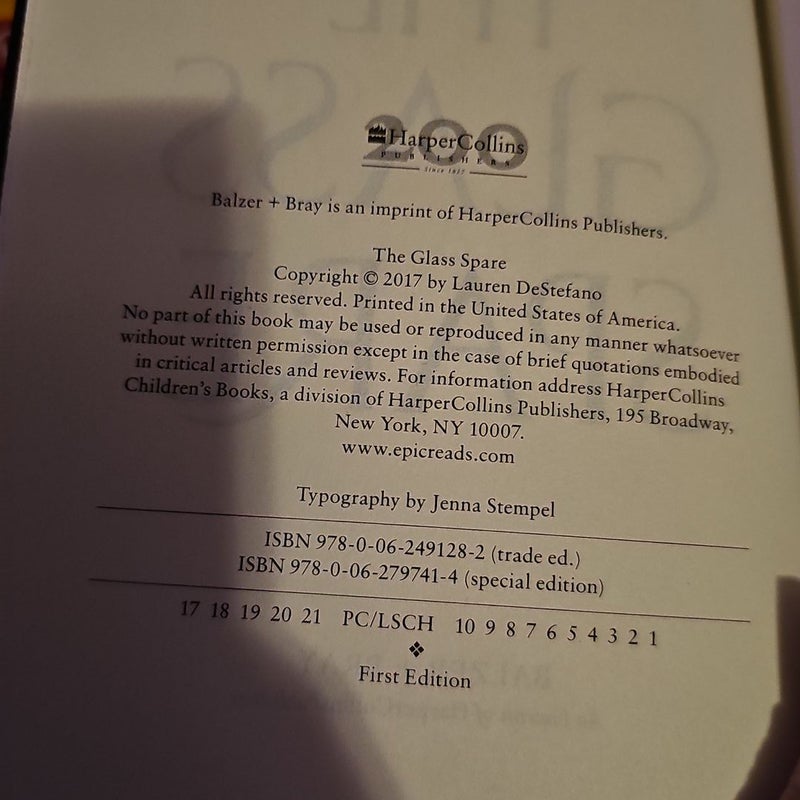 200
HarperCollins
PUBLISHERS
Since 1817
Balzer + Bray is an imprint of HarperCollins Publishers.
The Glass Spare
Copyright © 2017 by Lauren DeStefano
All rights reserved. Printed in the United States of America.
No part of this book may be used or reproduced in any manner whatsoever
without written permission except in the case of brief quotations embodied
in critical articles and reviews. For information address HarperCollins
Children's Books, a division of HarperCollins Publishers, 195 Broadway,
New York, NY 10007.
www.epicreads.com
Typography by Jenna Stempel
ISBN 978-0-06-249128-2 (trade ed.)
ISBN 978-0-06-279741-4 (special edition)
17 18 19 20 21 PC/LSCH 10 9 8 7 6 5 4 3 2 1
❖
First Edition